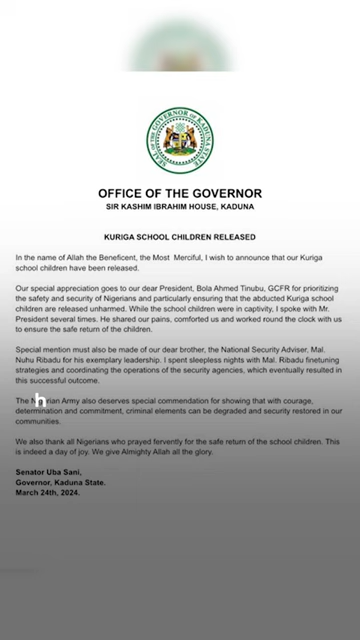 SEAL OF THE GOVERNOR OF KADUNA STATE
OFFICE OF THE GOVERNOR
SIR KASHIM IBRAHIM HOUSE, KADUNA
KURIGA SCHOOL CHILDREN RELEASED
In the name of Allah the Beneficent, the Most Merciful, I wish to announce that our Kuriga
school children have been released.
Our special appreciation goes to our dear President, Bola Ahmed Tinubu, GCFR for prioritizing
the safety and security of Nigerians and particularly ensuring that the abducted Kuriga school
children are released unharmed. While the school children were in captivity, I spoke with Mr.
President several times. He shared our pains, comforted us and worked round the clock with us
to ensure the safe return of the children.
Special mention must also be made of our dear brother, the National Security Adviser, Mal.
Nuhu Ribadu for his exemplary leadership. I spent sleepless nights with Mal. Ribadu finetuning
strategies and coordinating the operations of the security agencies, which eventually resulted in
this successful outcome.
The N h rian Army also deserves special commendation for showing that with courage,
determination and commitment, criminal elements can be degraded and security restored in our
communities.
We also thank all Nigerians who prayed fervently for the safe return of the school children. This
is indeed a day of joy. We give Almighty Allah all the glory.
Senator Uba Sani,
Governor, Kaduna State.
March 24th, 2024.